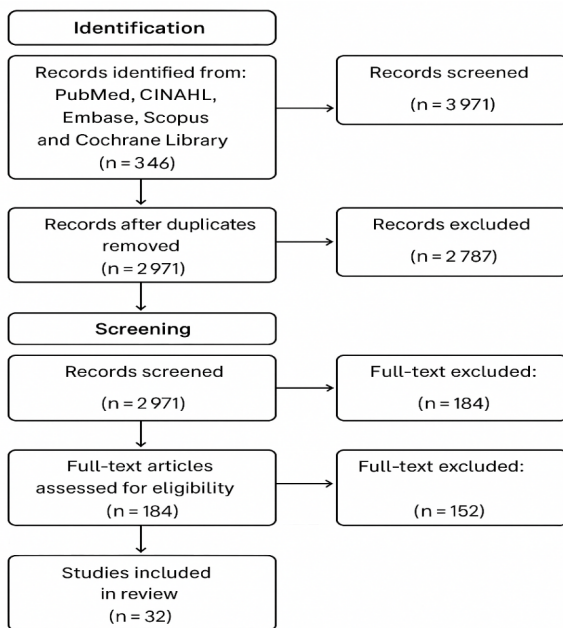 Identification
Records identified from:
PubMed, CINAHL,
Embase, Scopus
and Cochrane Library
(n = 346)
Records screened
(n = 3 971)
Records after duplicates
removed
(n = 2 971)
Records excluded
(n = 2 787)
Screening
Records screened
(n = 2 971)
Full-text excluded:
(n = 184)
Full-text articles
assessed for eligibility
(n = 184)
Full-text excluded:
(n = 152)
Studies included
in review
(n = 32)